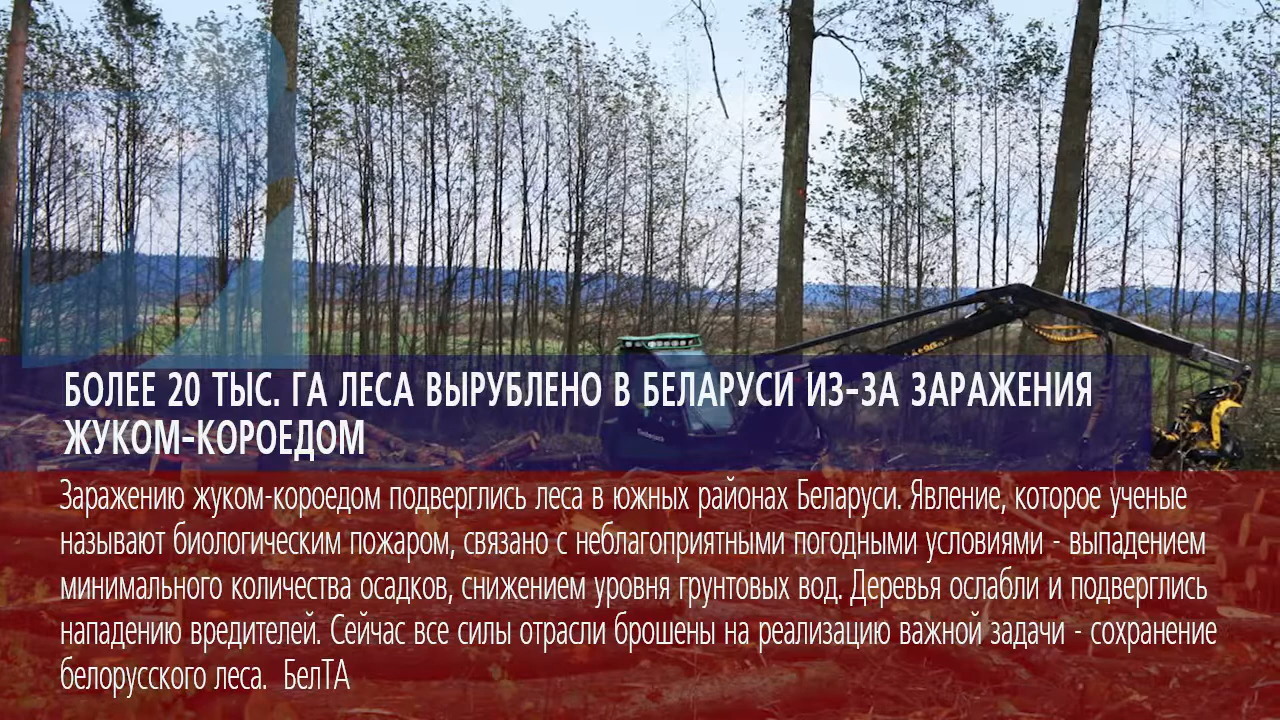 БОЛЕЕ 20 ТЫС. ГА ЛЕСА ВЫРУБЛЕНО В БЕЛАРУСИ ИЗ-ЗА ЗАРАЖЕНИЯ
ЖУКОМ-КОРОЕДОМ
Заражению жуком-короедом подверглись леса в южных районах Беларуси. Явление, которое ученые
называют биологическим пожаром, связано с неблагоприятными погодными условиями - выпадением
минимального количества осадков, снижением уровня грунтовых вод. Деревья ослабли и подверглись
нападению вредителей. Сейчас все силы отрасли брошены на реализацию важной задачи - сохранение
белорусского леса. БелТА